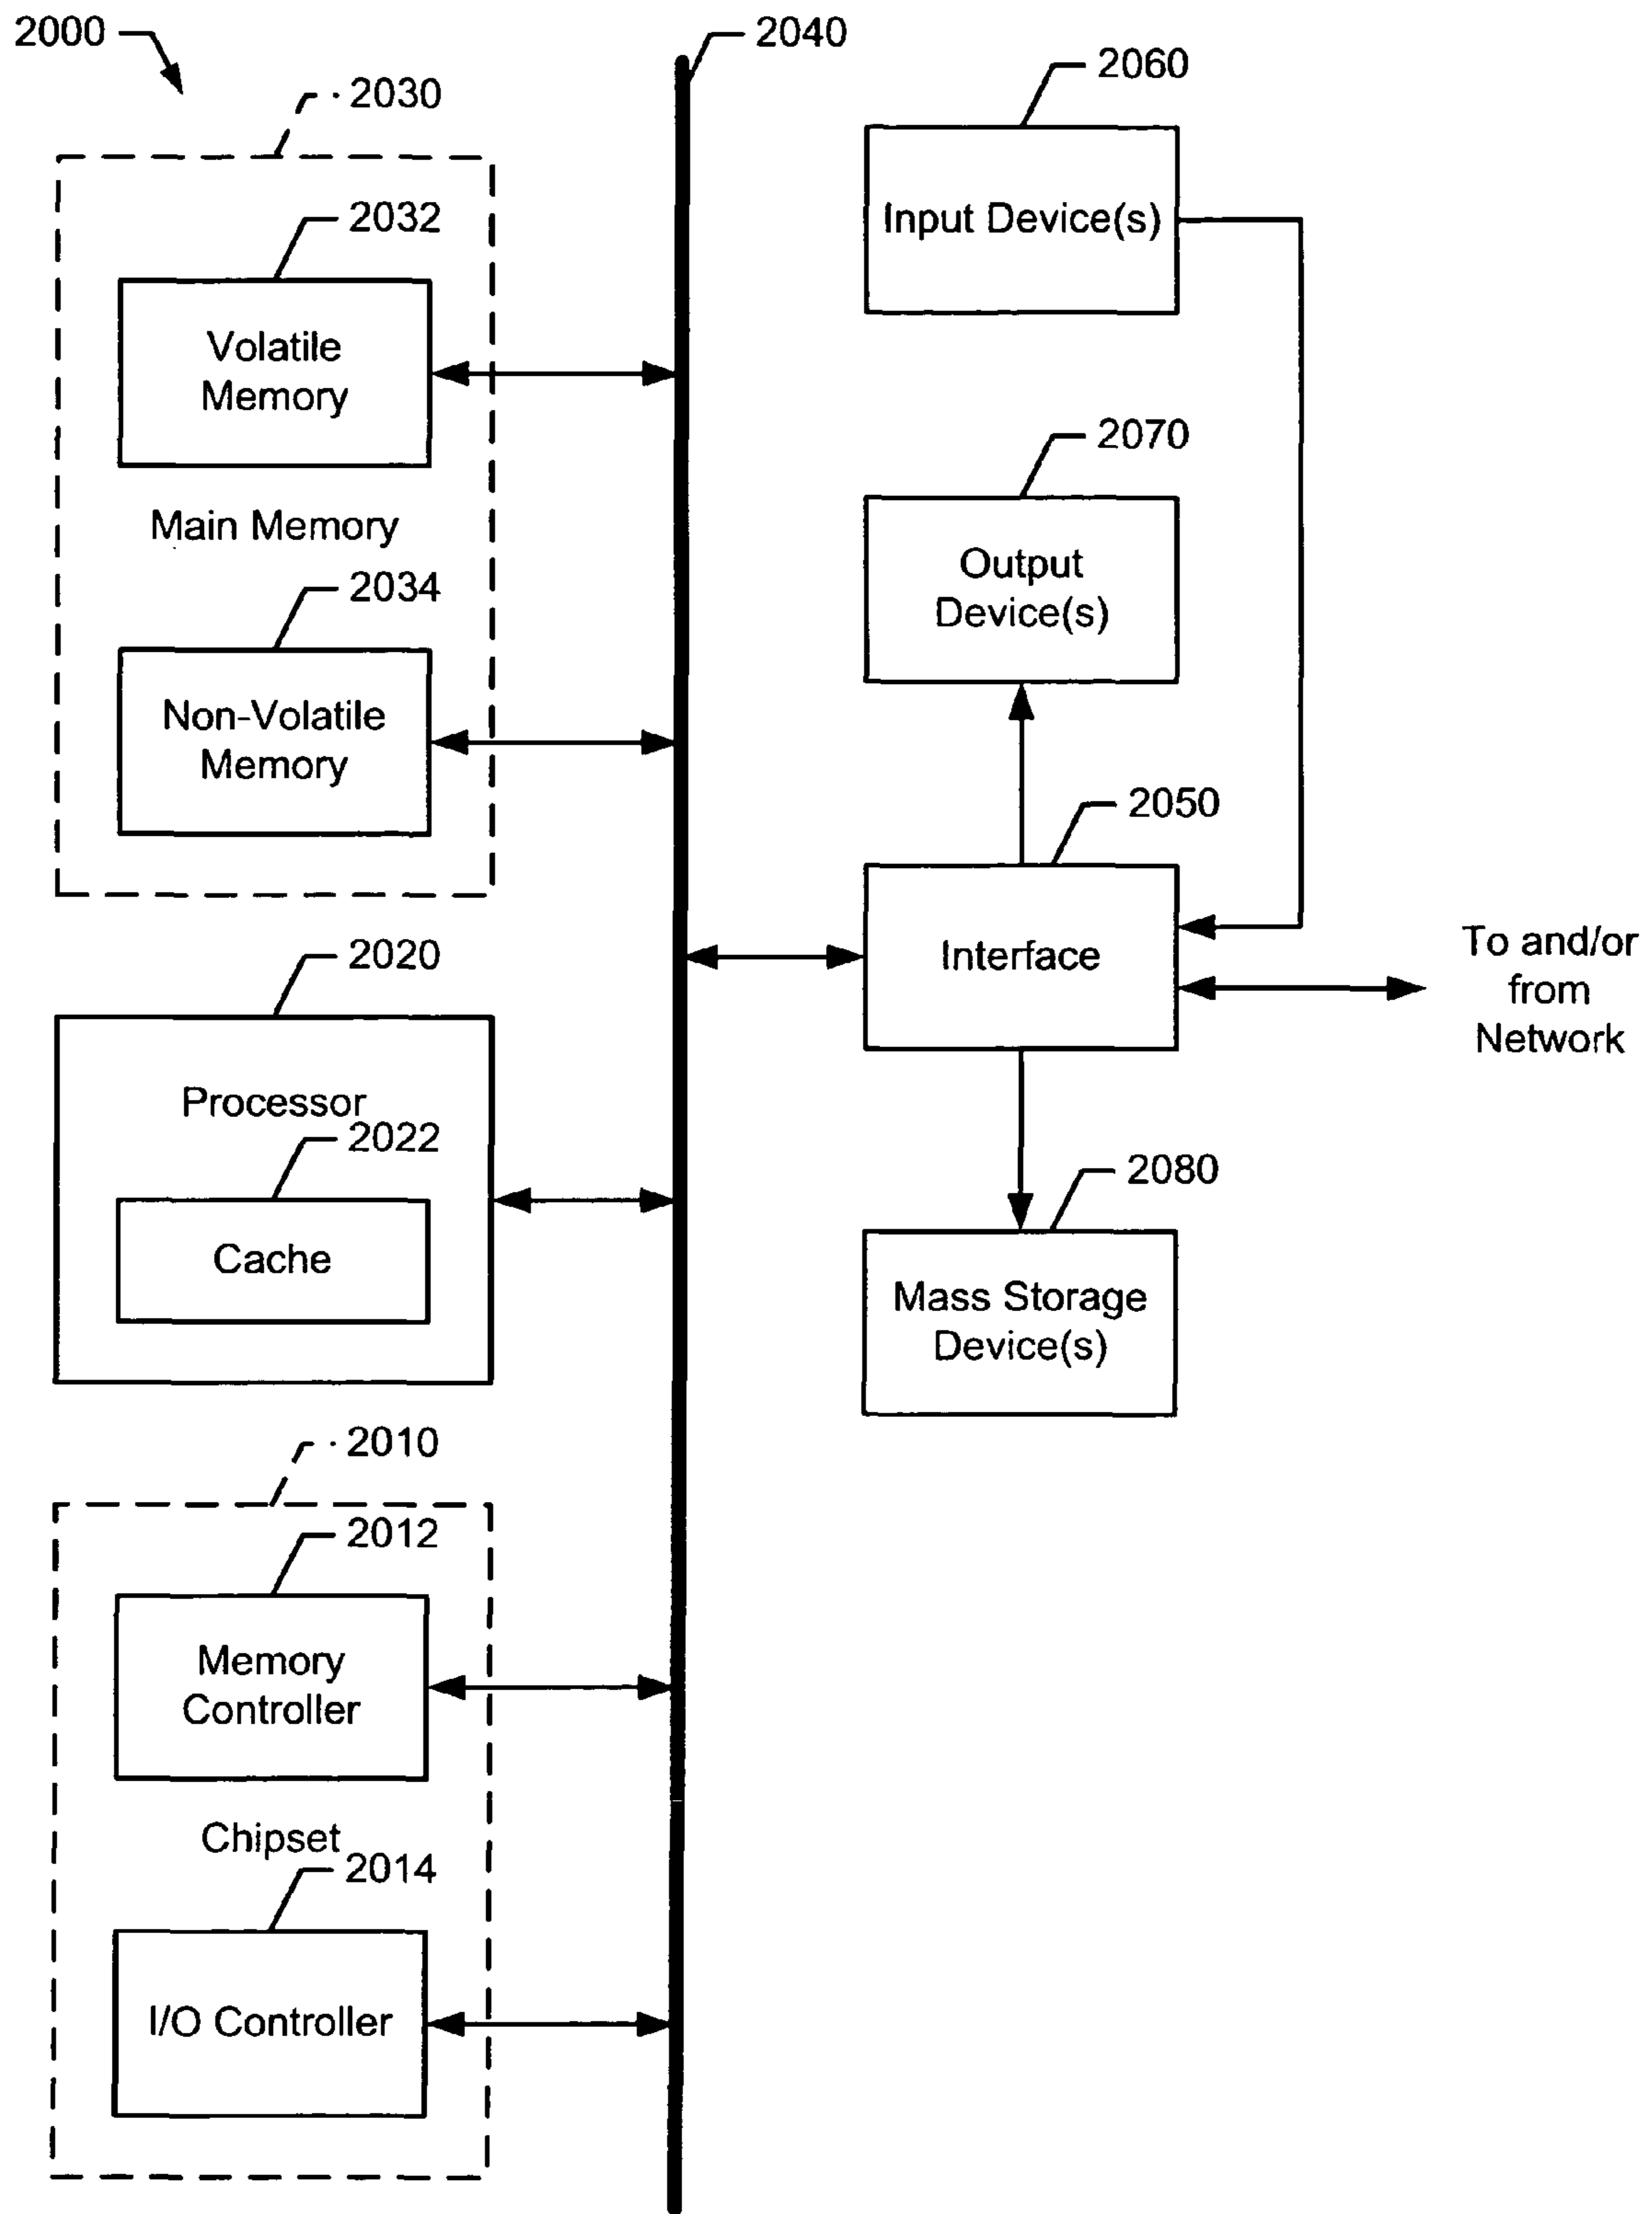 2000
2040
2060
2030
2032
Input Device(s)
Volatile
Memory
2070
Main Memory
Output
Device(s)
2034
Non-Volatile
Memory
2050
2020
Interface
To and/or
from
Network
Processor
2022
2080
Cache
Mass Storage
Device(s)
2010
2012
Memory
Controller
Chipset
2014
I/O Controller